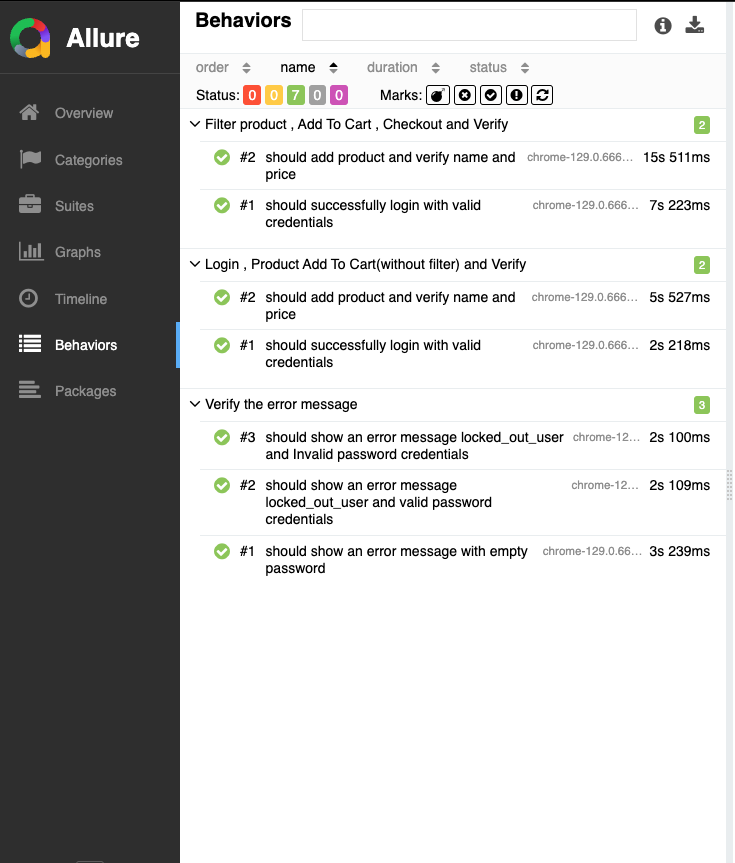 Allure
Overview
Categories
Suites
Graphs
Timeline
Behaviors
Packages
Behaviors
order name duration status
Status: 0 0 7 0 0 Marks:
Filter product , Add To Cart , Checkout and Verify 2
#2 should add product and verify name and chrome-129.0.666... 15s 511ms
price
#1 should successfully login with valid chrome-129.0.666... 7s 223ms
credentials
Login , Product Add To Cart(without filter) and Verify 2
#2 should add product and verify name and chrome-129.0.666... 5s 527ms
price
#1 should successfully login with valid chrome-129.0.666... 2s 218ms
credentials
Verify the error message 3
#3 should show an error message locked_out_user chrome-12... 2s 100ms
and Invalid password credentials
#2 should show an error message chrome-12... 2s 109ms
locked_out_user and valid password
credentials
#1 should show an error message with empty chrome-129.0.66... 3s 239ms
password